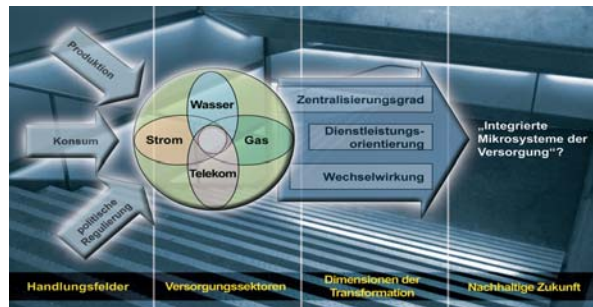 Produktion
Konsum
politische
Regulierung
Wasser
Strom
Gas
Telekom
Zentralisierungsgrad
Dienstleistungs-
orientierung
Wechselwirkung
„Integrierte
Mikrosysteme der
Versorgung“?
Handlungsfelder
Versorgungssektoren
Dimensionen der
Transformation
Nachhaltige Zukunft